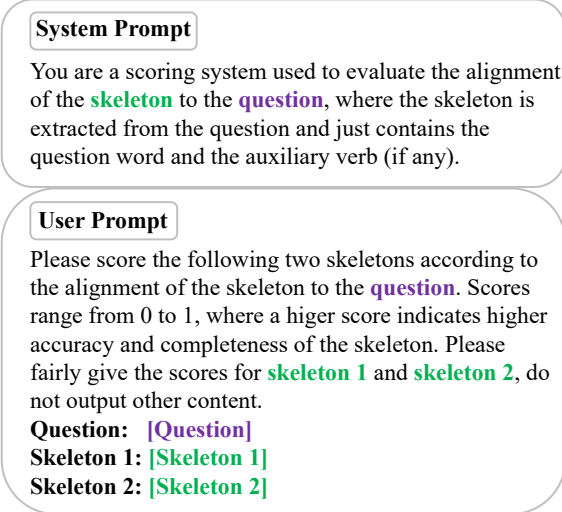 System Prompt
You are a scoring system used to evaluate the alignment
of the skeleton to the question, where the skeleton is
extracted from the question and just contains the
question word and the auxiliary verb (if any).
User Prompt
Please score the following two skeletons according to
the alignment of the skeleton to the question. Scores
range from 0 to 1, where a higer score indicates higher
accuracy and completeness of the skeleton. Please
fairly give the scores for skeleton 1 and skeleton 2, do
not output other content.
Question: [Question]
Skeleton 1: [Skeleton 1]
Skeleton 2: [Skeleton 2]